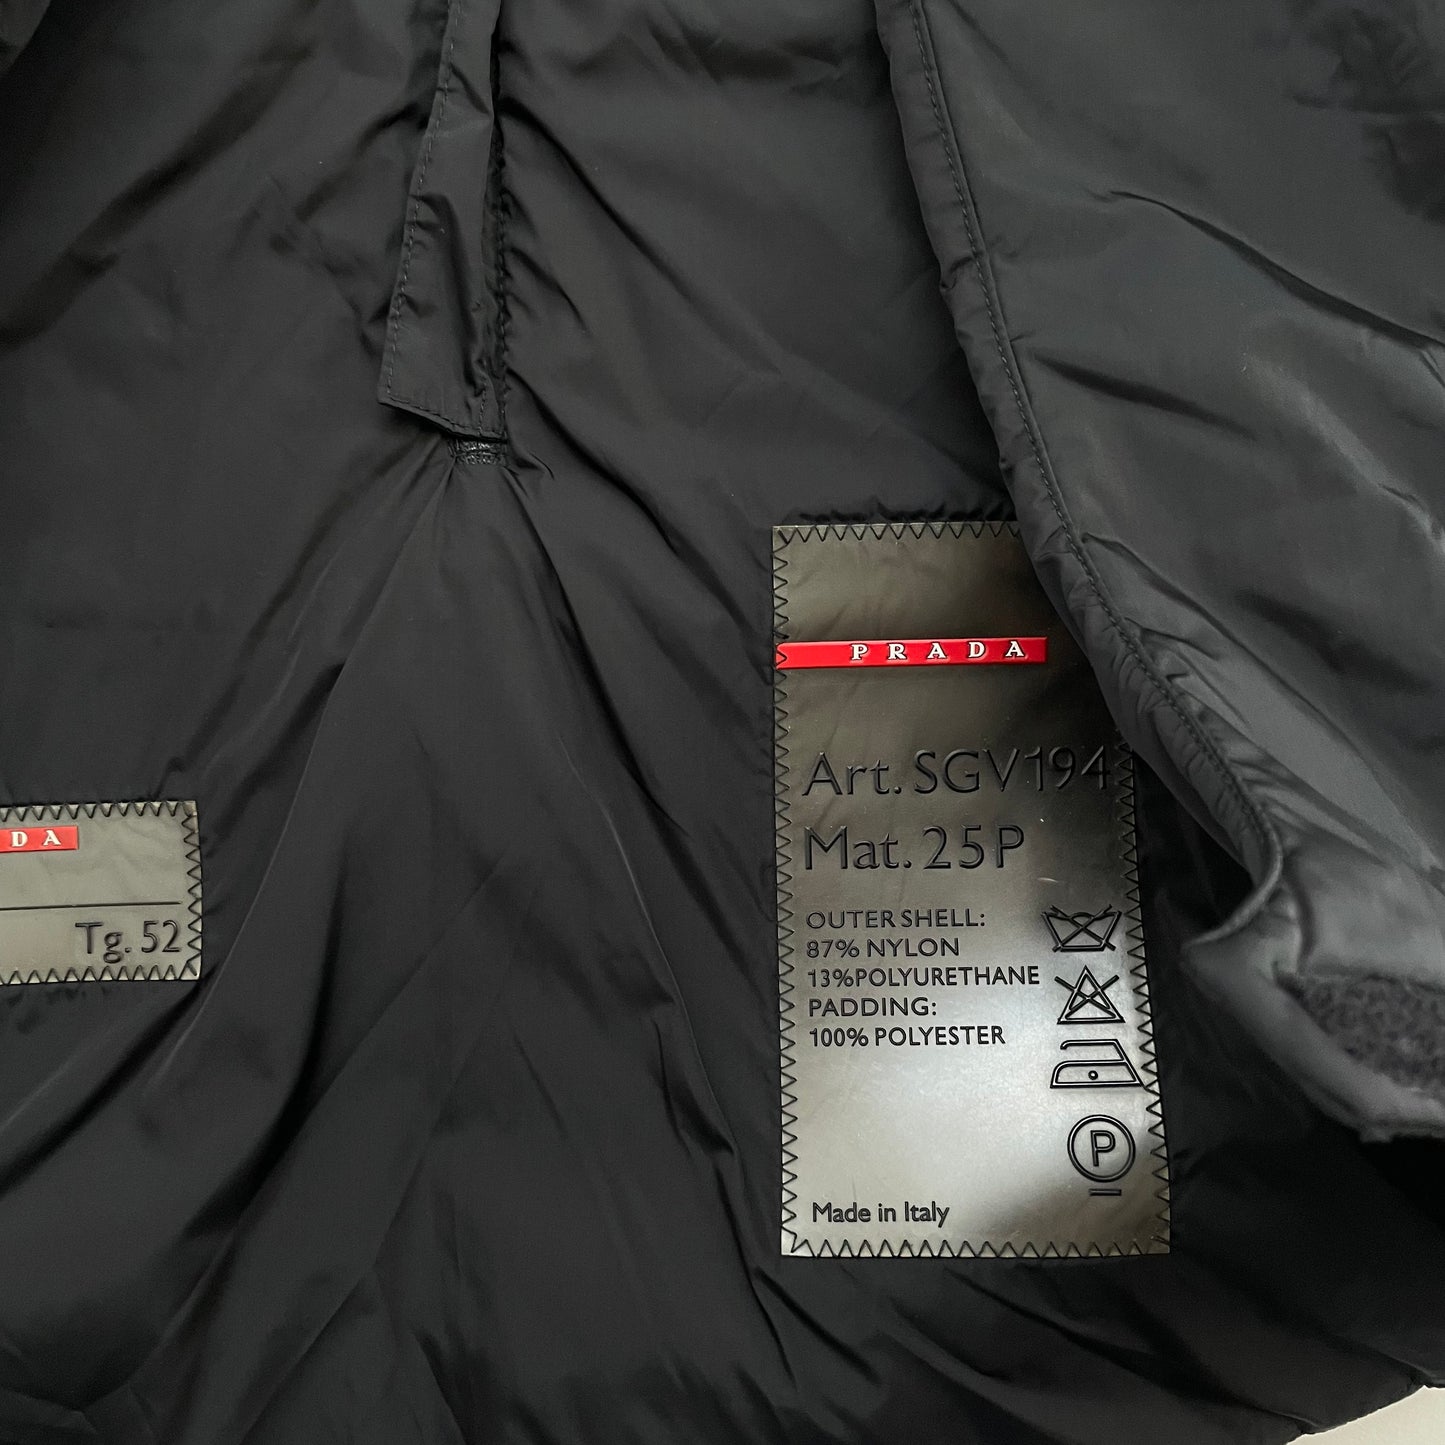 PRADA
Art. SGV194
Mat. 25P
OUTER SHELL:
87% NYLON
13%POLYURETHANE
PADDING:
100% POLYESTER
P
Made in Italy
DA
Tg. 52